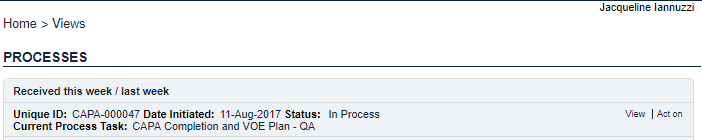 Jacqueline Iannuzzi
Home > Views
PROCESSES
Received this week / last week
Unique ID: CAPA-000047 Date Initiated: 11-Aug-2017 Status: In Process View | Act on
Current Process Task: CAPA Completion and VOE Plan - QA